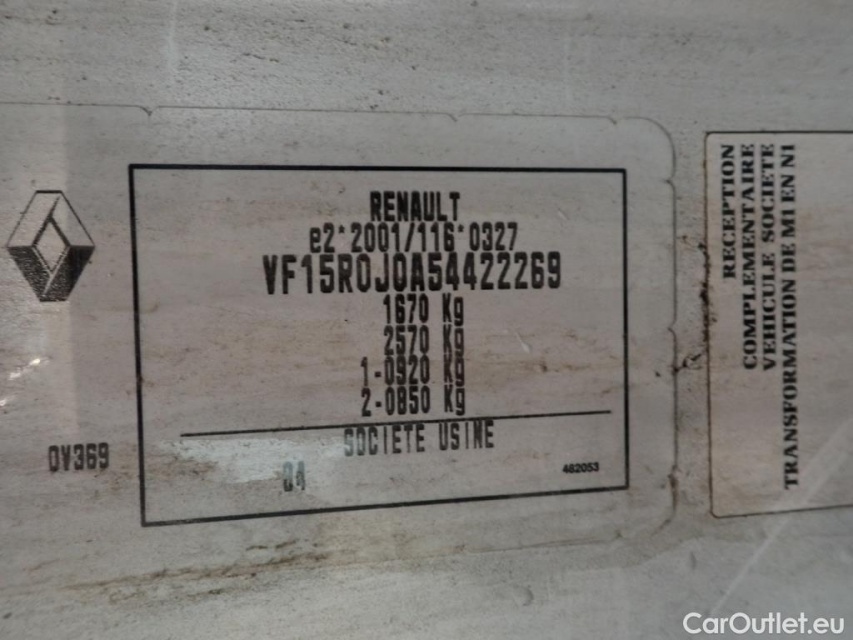 RENAULT
e2*2001/116*0327
VF15R0J0A54422269
1670 Kg
2570 Kg
1-0920 Kg
2-0850 Kg
SOCIETE USINE
04
482053
0V369
RECEPTION
COMPLEMENTAIRE
VEHICULE SOCIETE
TRANSFORMATION DE M1 EN N1
CarOutlet.eu